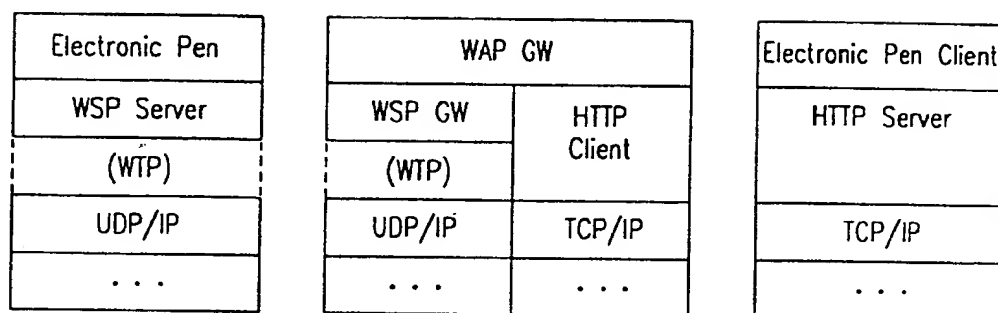 Electronic Pen
WSP Server
(WTP)
UDP/IP
. . .
WAP GW
WSP GW
(WTP)
UDP/IP
. . .
HTTP
Client
TCP/IP
. . .
Electronic Pen Client
HTTP Server
TCP/IP
. . .